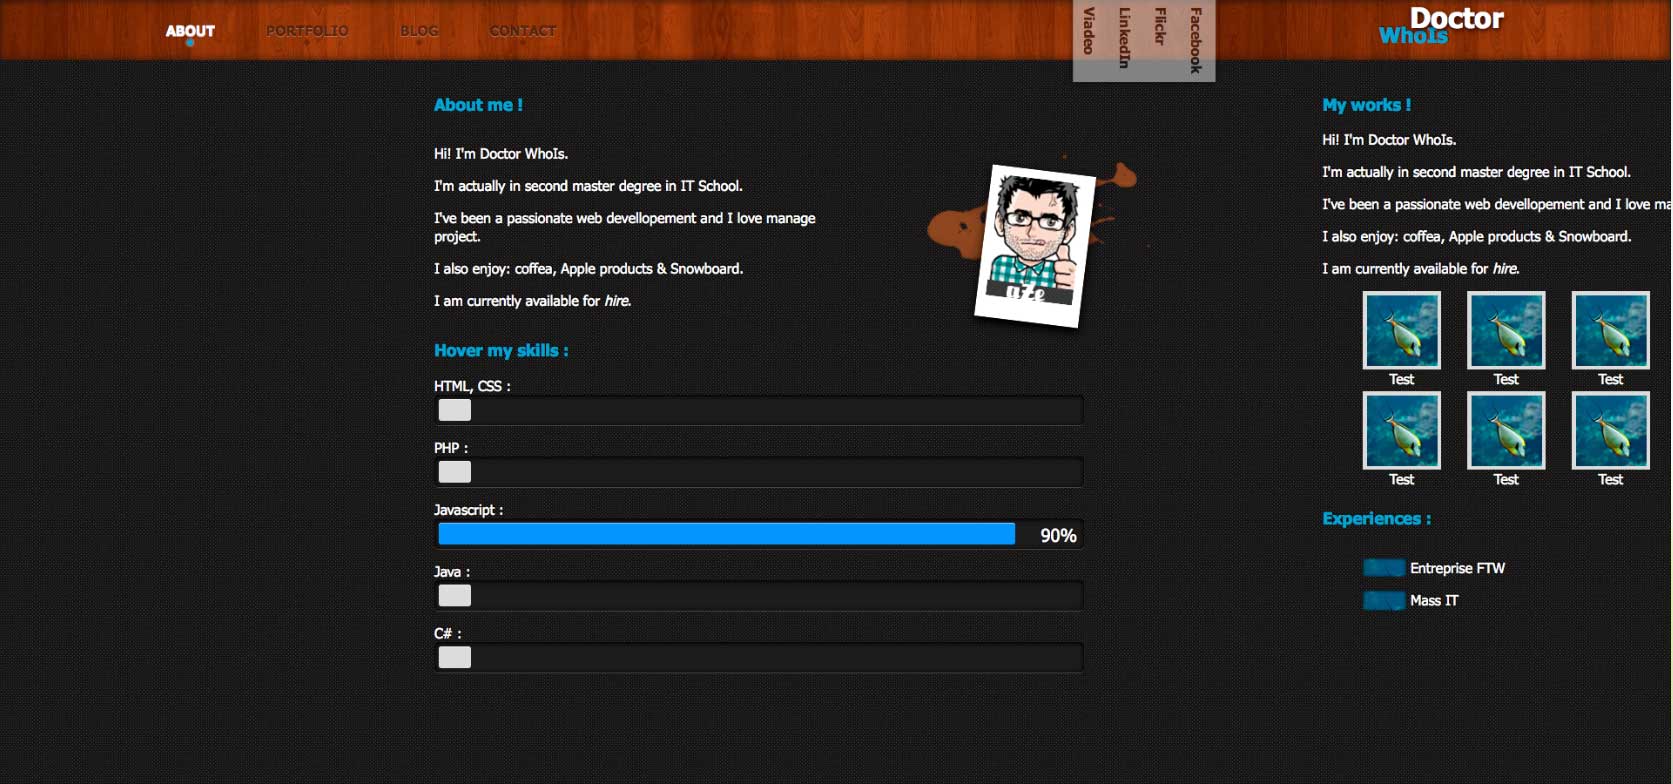 ABOUT PORTFOLIO BLOG CONTACT
Viadeo
LinkedIn
Flickr
Facebook
Doctor
WhoIs
About me !
Hi! I'm Doctor WhoIs.
I'm actually in second master degree in IT School.
I've been a passionate web devellopement and I love manage
project.
I also enjoy: coffea, Apple products & Snowboard.
I am currently available for hire.
Hover my skills :
HTML, CSS :
PHP :
Javascript :
90%
Java :
C# :
My works !
Hi! I'm Doctor WhoIs.
I'm actually in second master degree in IT School.
I've been a passionate web devellopement and I love ma
I also enjoy: coffea, Apple products & Snowboard.
I am currently available for hire.
Test Test Test
Test Test Test
Experiences :
Entreprise FTW
Mass IT